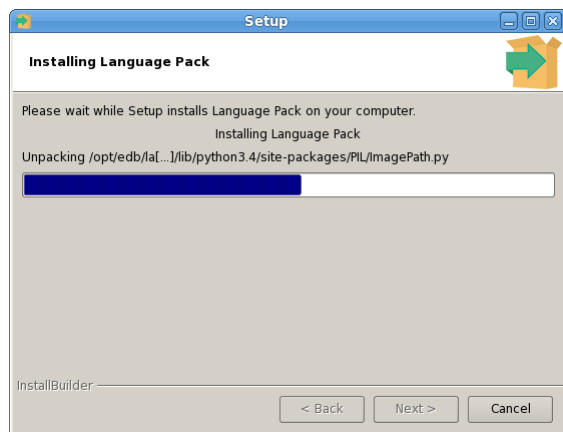 Setup
Installing Language Pack
Please wait while Setup installs Language Pack on your computer.
Installing Language Pack
Unpacking /opt/edb/la[...]/lib/python3.4/site-packages/PIL/ImagePath.py
InstallBuilder
< Back Next > Cancel